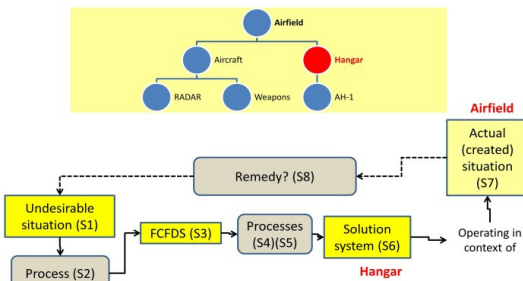 Airfield
Aircraft
Hangar
RADAR
Weapons
AH-1
Airfield
Actual
(created)
situation
(S7)
Remedy? (S8)
Undesirable
situation (S1)
FCFDS (S3)
Processes
(S4)(S5)
Solution
system (S6)
Operating in
context of
Process (S2)
Hangar